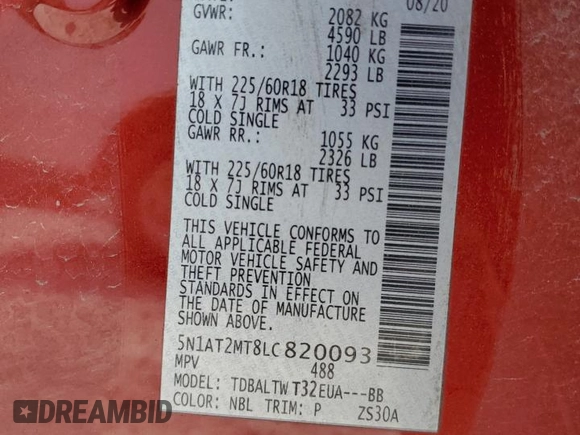 08/20
GVWR: 2082 KG
4590 LB
GAWR FR.: 1040 KG
2293 LB
WITH 225/60R18 TIRES
18 X 7J RIMS AT 33 PSI
COLD SINGLE
GAWR RR.: 1055 KG
2326 LB
WITH 225/60R18 TIRES
18 X 7J RIMS AT 33 PSI
COLD SINGLE
THIS VEHICLE CONFORMS TO
ALL APPLICABLE FEDERAL
MOTOR VEHICLE SAFETY AND
THEFT PREVENTION
STANDARDS IN EFFECT ON
THE DATE OF MANUFACTURE
SHOWN ABOVE.
5N1AT2MT8LC820093
MPV 488
MODEL: TDBALTW T32EUA---BB
COLOR: NBL TRIM: P ZS30A
DREAMBID